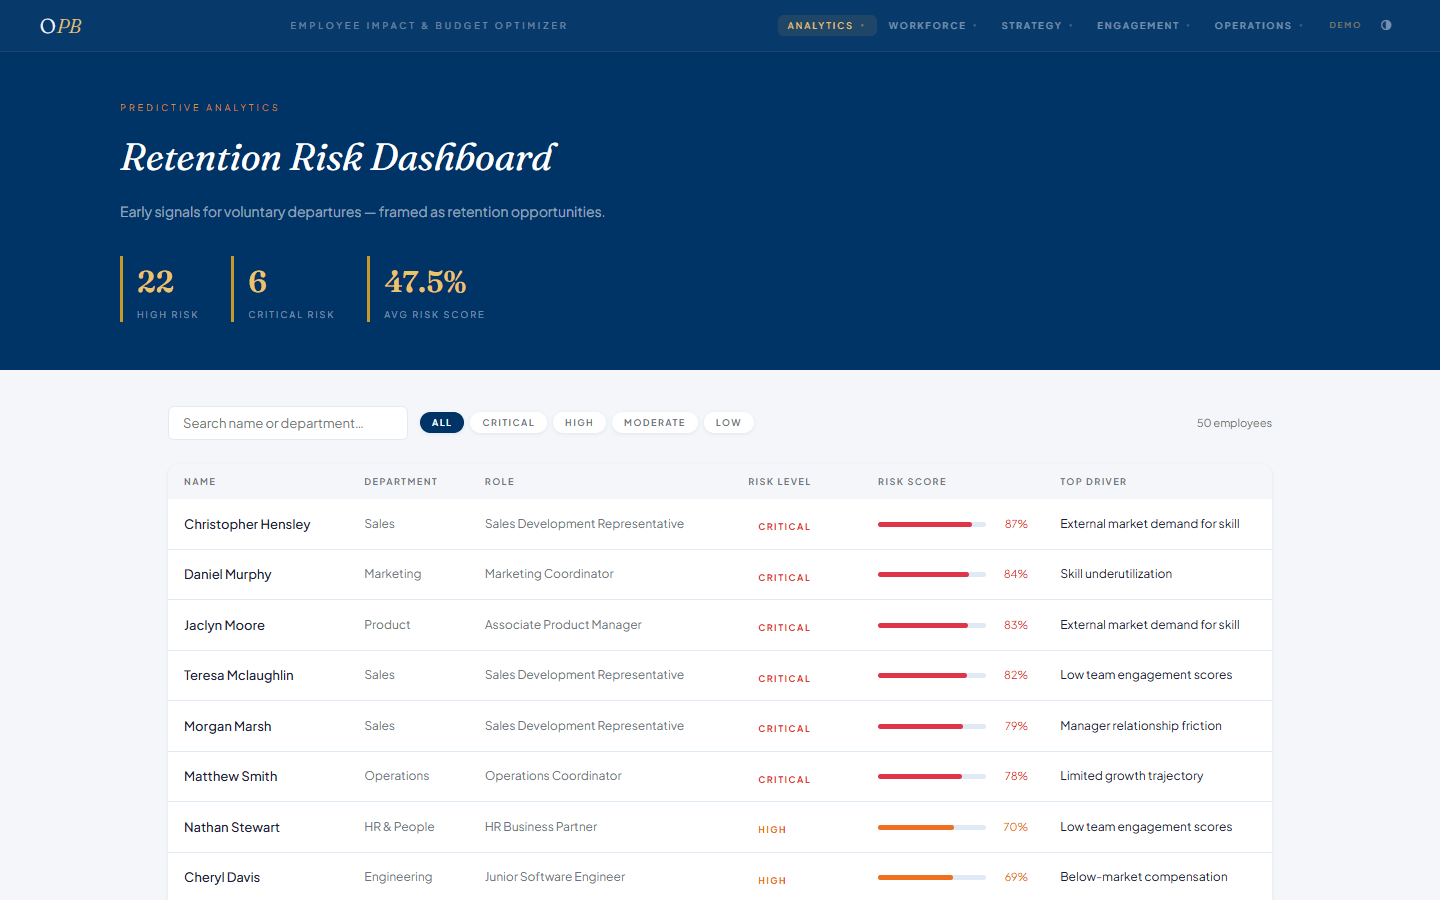 OPB
EMPLOYEE IMPACT & BUDGET OPTIMIZER
ANALYTICS
WORKFORCE
STRATEGY
ENGAGEMENT
OPERATIONS
DEMO
PREDICTIVE ANALYTICS
Retention Risk Dashboard
Early signals for voluntary departures — framed as retention opportunities.
22
HIGH RISK
6
CRITICAL RISK
47.5%
AVG RISK SCORE
Search name or department...
ALL CRITICAL HIGH MODERATE LOW
50 employees
NAME DEPARTMENT ROLE RISK LEVEL RISK SCORE TOP DRIVER
Christopher Hensley Sales Sales Development Representative CRITICAL 87% External market demand for skill
Daniel Murphy Marketing Marketing Coordinator CRITICAL 84% Skill underutilization
Jaclyn Moore Product Associate Product Manager CRITICAL 83% External market demand for skill
Teresa Mclaughlin Sales Sales Development Representative CRITICAL 82% Low team engagement scores
Morgan Marsh Sales Sales Development Representative CRITICAL 79% Manager relationship friction
Matthew Smith Operations Operations Coordinator CRITICAL 78% Limited growth trajectory
Nathan Stewart HR & People HR Business Partner HIGH 70% Low team engagement scores
Cheryl Davis Engineering Junior Software Engineer HIGH 69% Below-market compensation